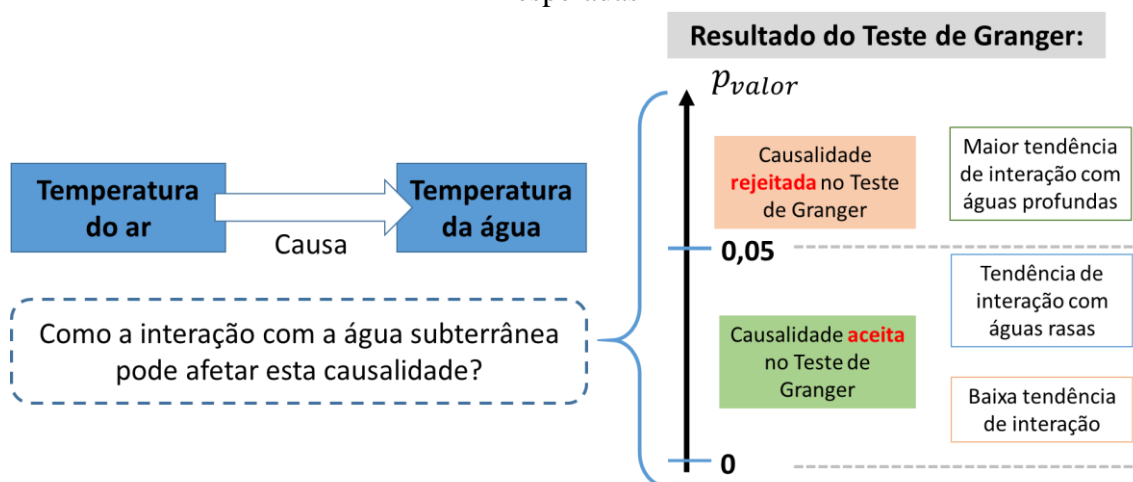 Resultado do Teste de Granger:
p_valor
Temperatura
do ar
Causa
Temperatura
da água
Como a interação com a água subterrânea
pode afetar esta causalidade?
Causalidade
rejeitada no Teste
de Granger
Maior tendência
de interação com
águas profundas
0,05
Tendência de
interação com
águas rasas
Causalidade aceita
no Teste de
Granger
Baixa tendência
de interação
0